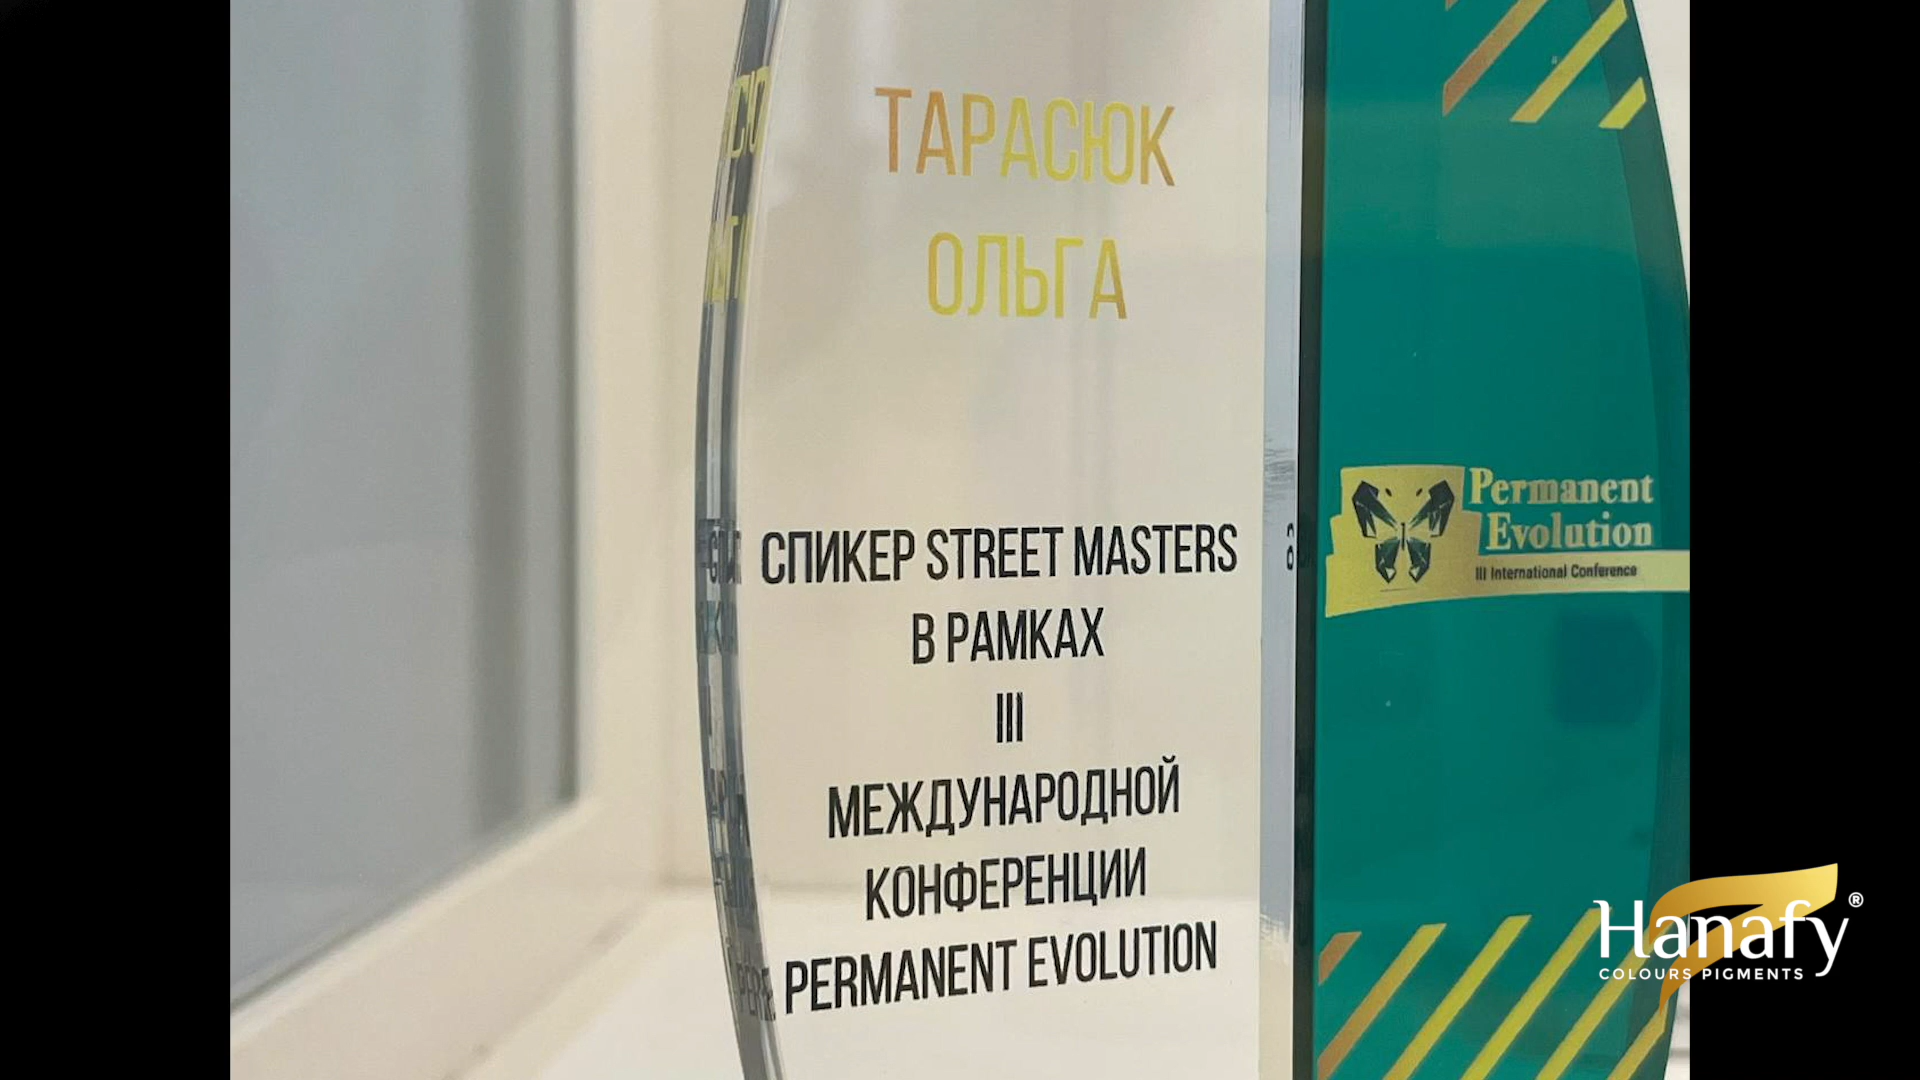 ТАРАСЮК
ОЛЬГА
СПИКЕР STREET MASTERS
В РАМКАХ
III
МЕЖДУНАРОДНОЙ
КОНФЕРЕНЦИИ
PERMANENT EVOLUTION
Permanent
Evolution
III International Conference
Hanafy®
COLOURS PIGMENTS